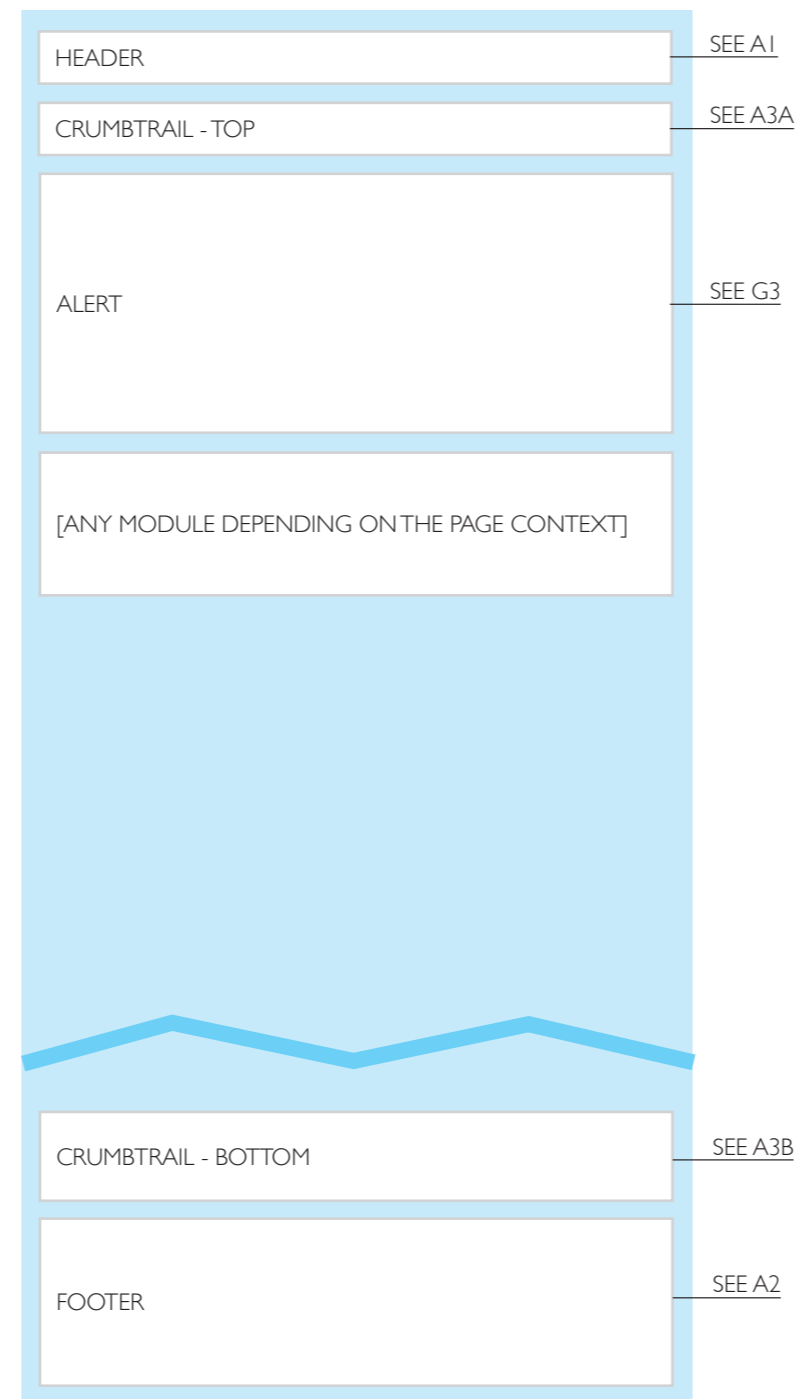 HEADER
SEE A1
CRUMBTRAIL - TOP
SEE A3A
ALERT
SEE G3
[ANY MODULE DEPENDING ON THE PAGE CONTEXT]
CRUMBTRAIL - BOTTOM
SEE A3B
FOOTER
SEE A2